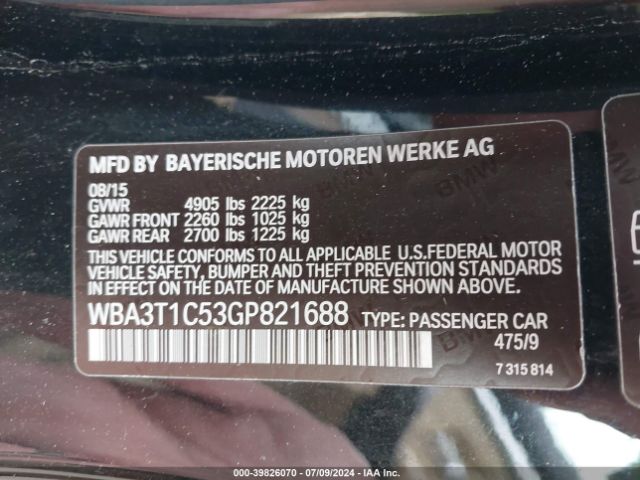 MFD BY BAYERISCHE MOTOREN WERKE AG
08/15
GVWR 4905 lbs 2225 kg
GAWR FRONT 2260 lbs 1025 kg
GAWR REAR 2700 lbs 1225 kg
THIS VEHICLE CONFORMS TO ALL APPLICABLE U.S.FEDERAL MOTOR
VEHICLE SAFETY, BUMPER AND THEFT PREVENTION STANDARDS
IN EFFECT ON THE DATE OF MANUFACTURE SHOWN ABOVE.
WBA3T1C53GP821688 TYPE: PASSENGER CAR
475/9
7 315 814
000-39826070 / 07/09/2024 - IAA Inc.